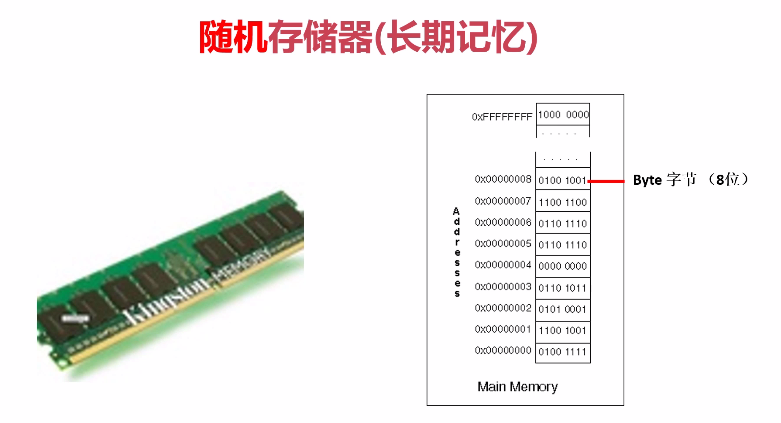 随机存储器(长期记忆)
0xFFFFFFFF 1000 0000
. . . . .
. . . . .
0x00000008 0100 1001 Byte 字节（8位）
0x00000007 1100 1100
0x00000006 0110 1110
0x00000005 0110 1110
0x00000004 0000 0000
0x00000003 0110 1011
0x00000002 0101 0001
0x00000001 1100 1001
0x00000000 0100 1111
Addresses
Main Memory
Kingston MEMORY